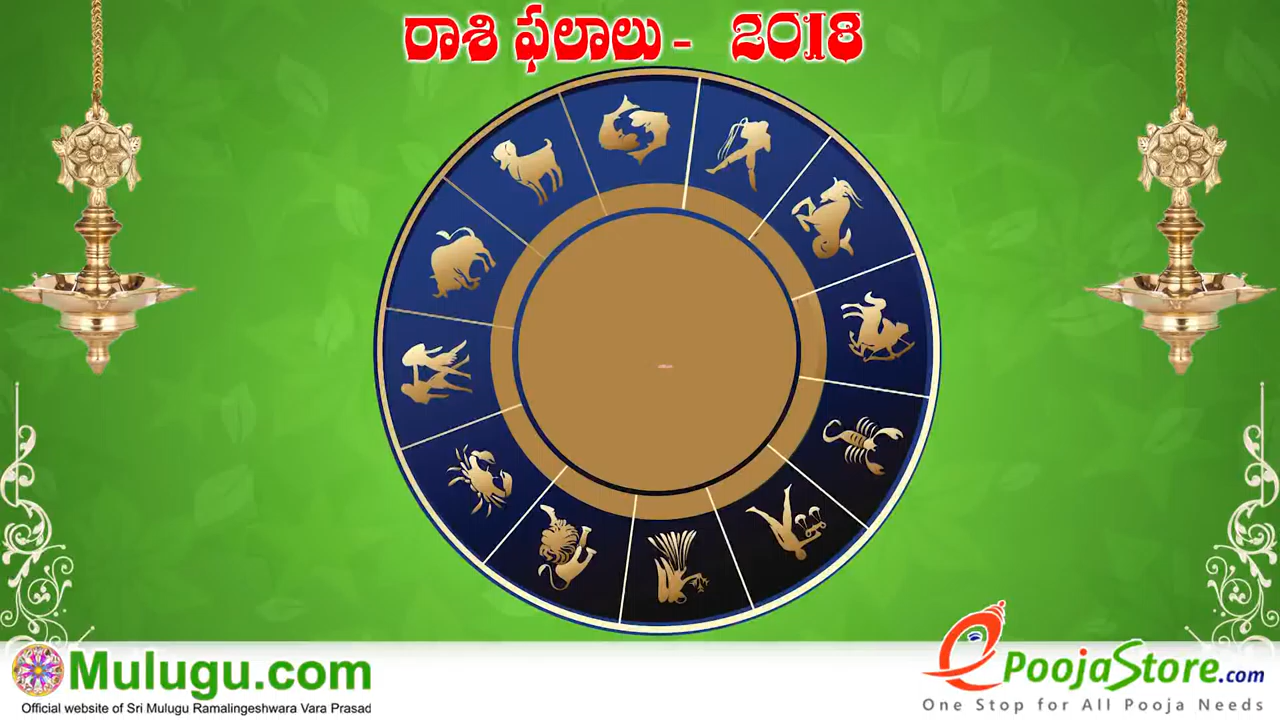 రాశి ఫలాలు - 2018
Mulugu.com
Official website of Sri Mulugu Ramalingeshwara Vara Prasad
ePoojaStore.com
One Stop for All Pooja Needs